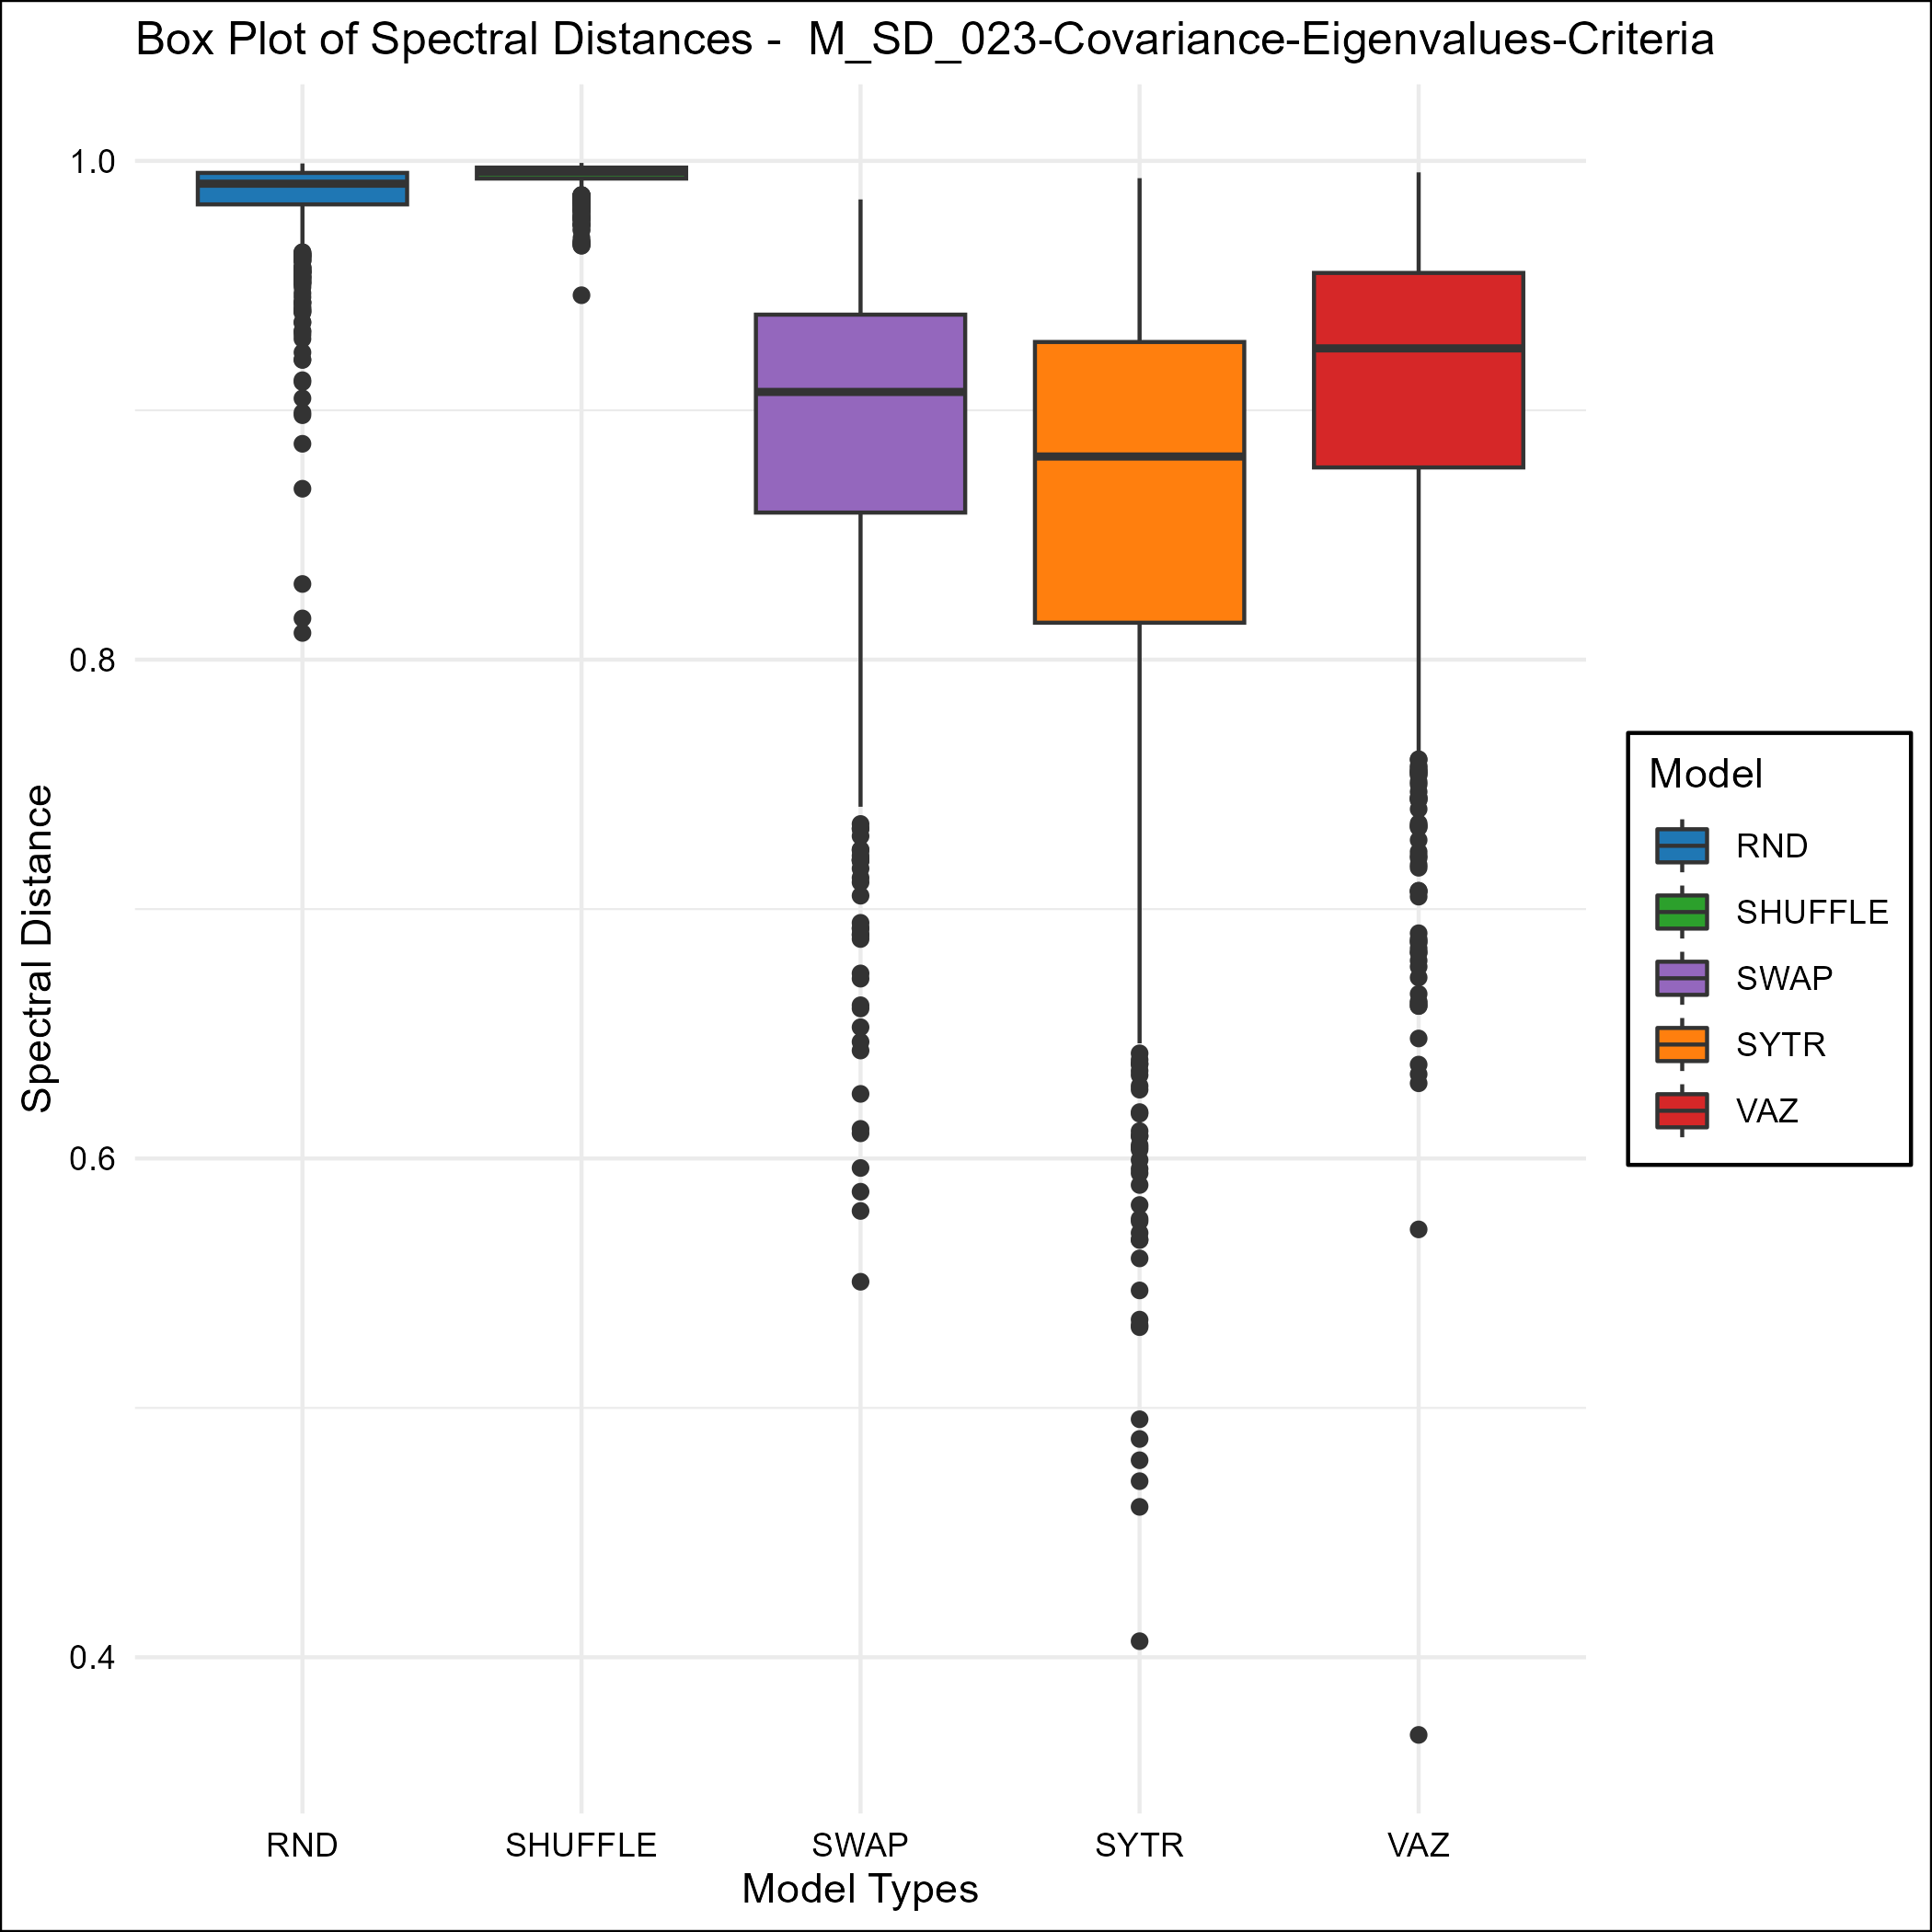 Box Plot of Spectral Distances - M_SD_023-Covariance-Eigenvalues-Criteria
1.0
0.8
0.6
0.4
Spectral Distance
RND
SHUFFLE
SWAP
SYTR
VAZ
Model Types
Model
RND
SHUFFLE
SWAP
SYTR
VAZ